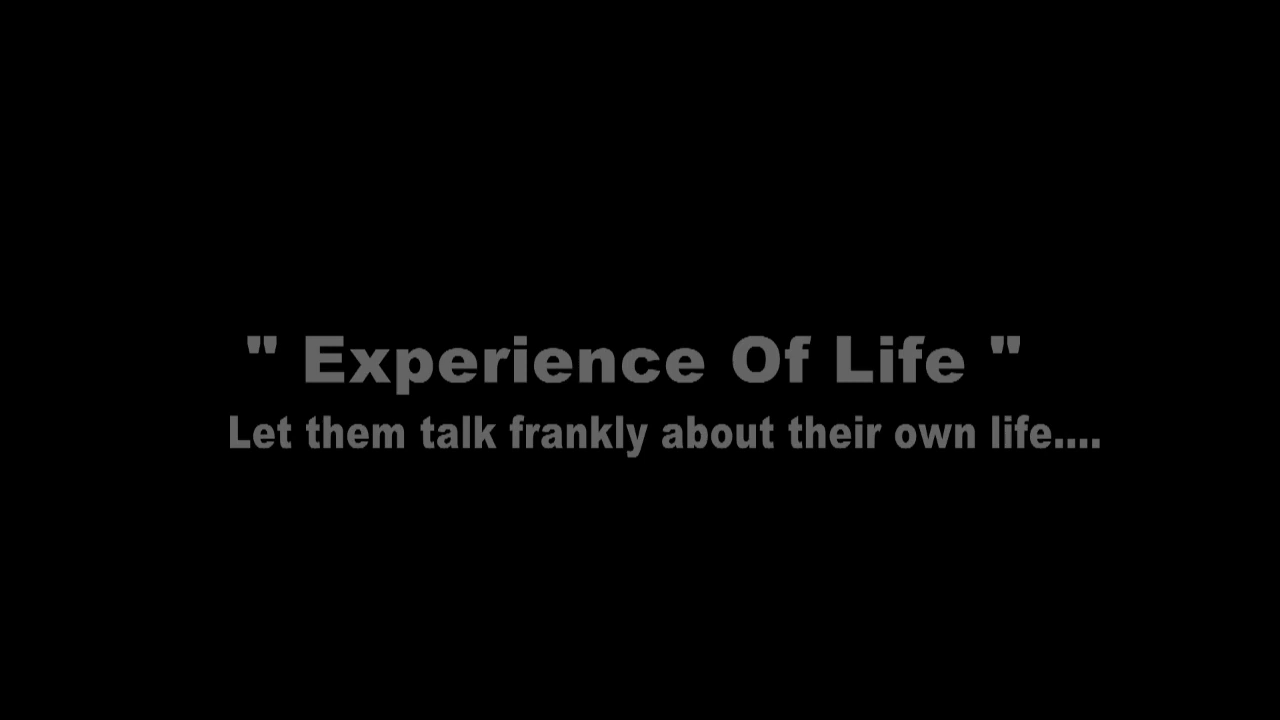 " Experience Of Life "
Let them talk frankly about their own life....